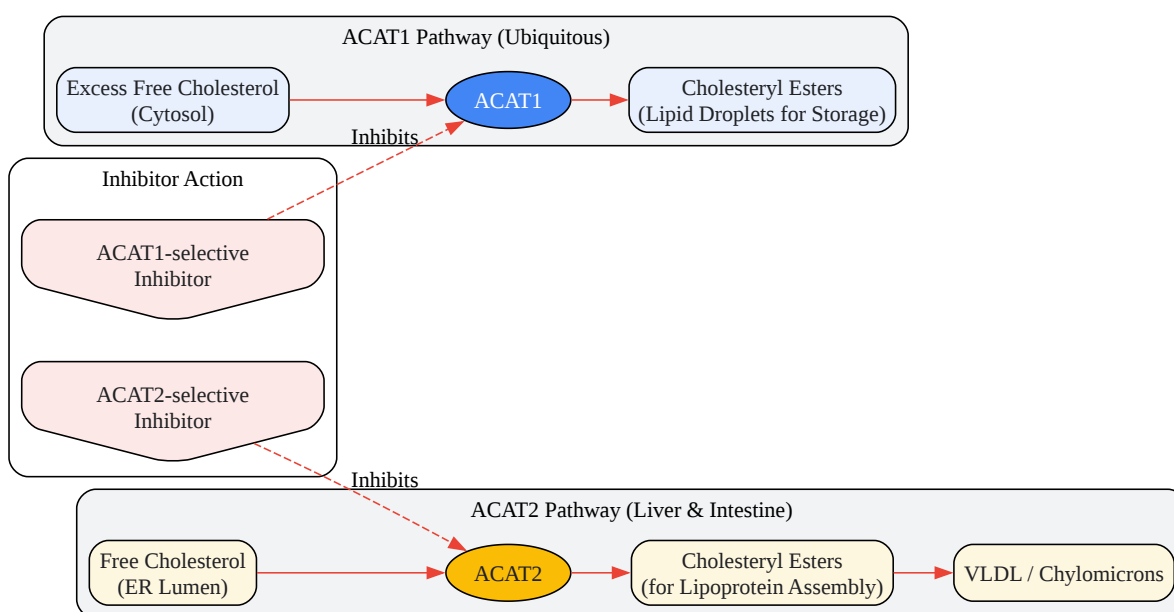 ACAT1 Pathway (Ubiquitous)
Excess Free Cholesterol
(Cytosol)
ACAT1
Cholesteryl Esters
(Lipid Droplets for Storage)
Inhibits
Inhibitor Action
ACAT1-selective
Inhibitor
ACAT2-selective
Inhibitor
Inhibits
ACAT2 Pathway (Liver & Intestine)
Free Cholesterol
(ER Lumen)
ACAT2
Cholesteryl Esters
(for Lipoprotein Assembly)
VLDL / Chylomicrons